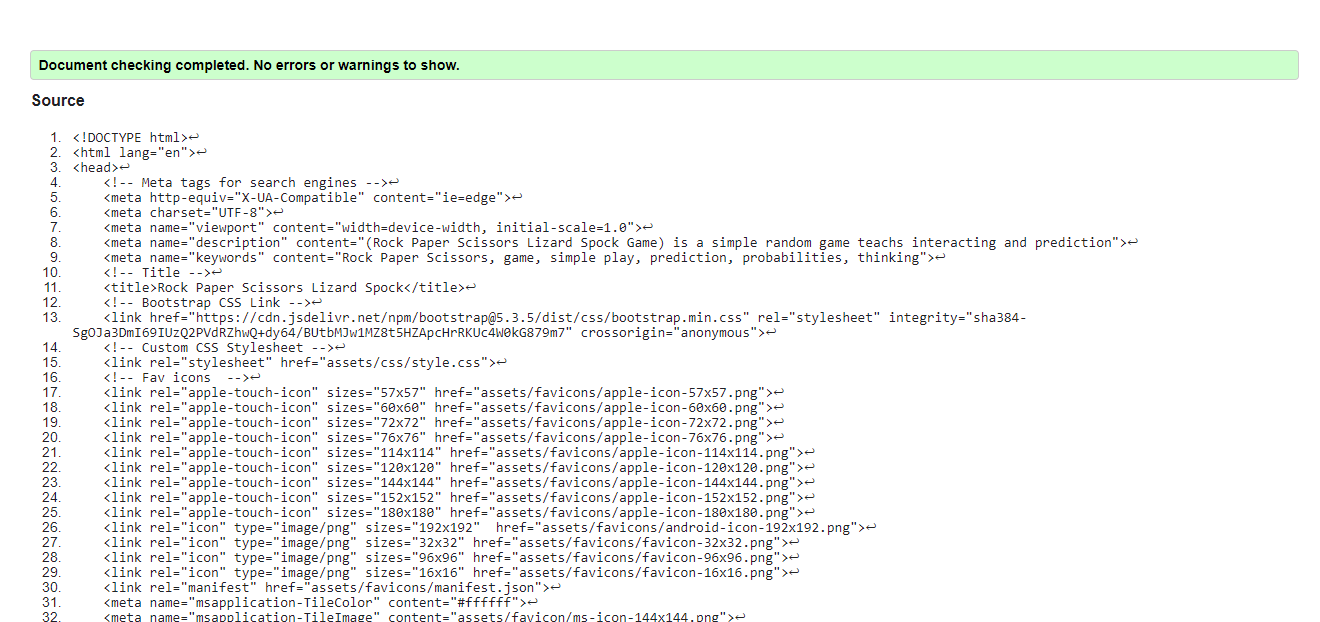 Document checking completed. No errors or warnings to show.
Source
1. <!DOCTYPE html>↩
2. <html lang="en">↩
3. <head>↩
4. <!-- Meta tags for search engines -->↩
5. <meta http-equiv="X-UA-Compatible" content="ie=edge">↩
6. <meta charset="UTF-8">↩
7. <meta name="viewport" content="width=device-width, initial-scale=1.0">↩
8. <meta name="description" content="(Rock Paper Scissors Lizard Spock Game) is a simple random game teachs interacting and prediction">↩
9. <meta name="keywords" content="Rock Paper Scissors, game, simple play, prediction, probabilities, thinking">↩
10. <!-- Title -->↩
11. <title>Rock Paper Scissors Lizard Spock</title>↩
12. <!-- Bootstrap CSS Link -->↩
13. <link href="https://cdn.jsdelivr.net/npm/bootstrap@5.3.5/dist/css/bootstrap.min.css" rel="stylesheet" integrity="sha384-
SgOJa3DmI69IUzQ2PVdRZhwQ+dy64/BUtbMJw1MZ8t5HZApcHrRKUc4W0kG879m7" crossorigin="anonymous">↩
14. <!-- Custom CSS Stylesheet -->↩
15. <link rel="stylesheet" href="assets/css/style.css">↩
16. <!-- Fav icons  -->↩
17. <link rel="apple-touch-icon" sizes="57x57" href="assets/favicons/apple-icon-57x57.png">↩
18. <link rel="apple-touch-icon" sizes="60x60" href="assets/favicons/apple-icon-60x60.png">↩
19. <link rel="apple-touch-icon" sizes="72x72" href="assets/favicons/apple-icon-72x72.png">↩
20. <link rel="apple-touch-icon" sizes="76x76" href="assets/favicons/apple-icon-76x76.png">↩
21. <link rel="apple-touch-icon" sizes="114x114" href="assets/favicons/apple-icon-114x114.png">↩
22. <link rel="apple-touch-icon" sizes="120x120" href="assets/favicons/apple-icon-120x120.png">↩
23. <link rel="apple-touch-icon" sizes="144x144" href="assets/favicons/apple-icon-144x144.png">↩
24. <link rel="apple-touch-icon" sizes="152x152" href="assets/favicons/apple-icon-152x152.png">↩
25. <link rel="apple-touch-icon" sizes="180x180" href="assets/favicons/apple-icon-180x180.png">↩
26. <link rel="icon" type="image/png" sizes="192x192"  href="assets/favicons/android-icon-192x192.png">↩
27. <link rel="icon" type="image/png" sizes="32x32" href="assets/favicons/favicon-32x32.png">↩
28. <link rel="icon" type="image/png" sizes="96x96" href="assets/favicons/favicon-96x96.png">↩
29. <link rel="icon" type="image/png" sizes="16x16" href="assets/favicons/favicon-16x16.png">↩
30. <link rel="manifest" href="assets/favicons/manifest.json">↩
31. <meta name="msapplication-TileColor" content="#ffffff">↩
32. <meta name="msapplication-TileImage" content="assets/favicon/ms-icon-144x144.png">↩